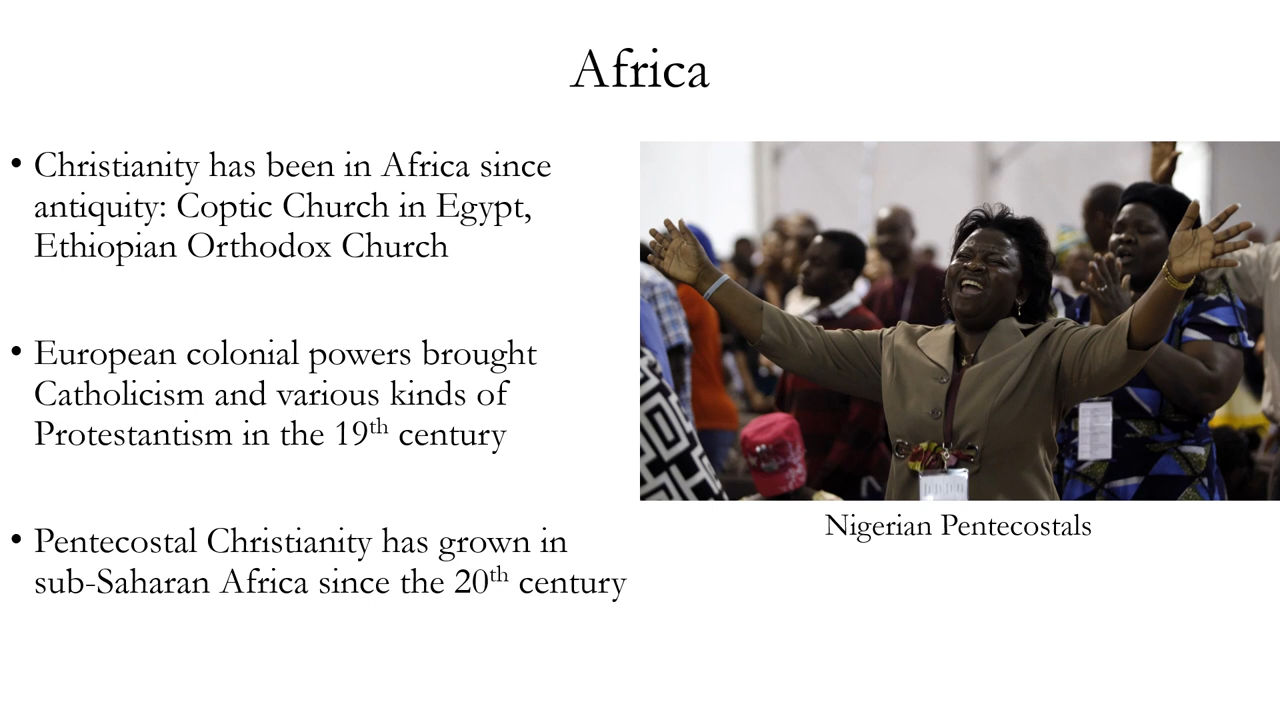 Africa
• Christianity has been in Africa since
antiquity: Coptic Church in Egypt,
Ethiopian Orthodox Church
• European colonial powers brought
Catholicism and various kinds of
Protestantism in the 19th century
• Pentecostal Christianity has grown in
sub-Saharan Africa since the 20th century
Nigerian Pentecostals